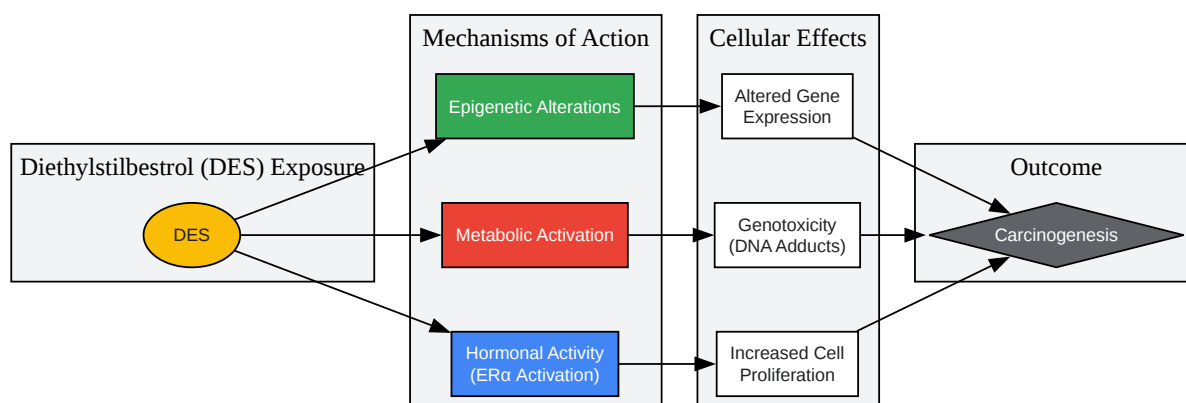 Diethylstilbestrol (DES) Exposure
DES
Mechanisms of Action
Epigenetic Alterations
Metabolic Activation
Hormonal Activity
(ERα Activation)
Cellular Effects
Altered Gene
Expression
Genotoxicity
(DNA Adducts)
Increased Cell
Proliferation
Outcome
Carcinogenesis